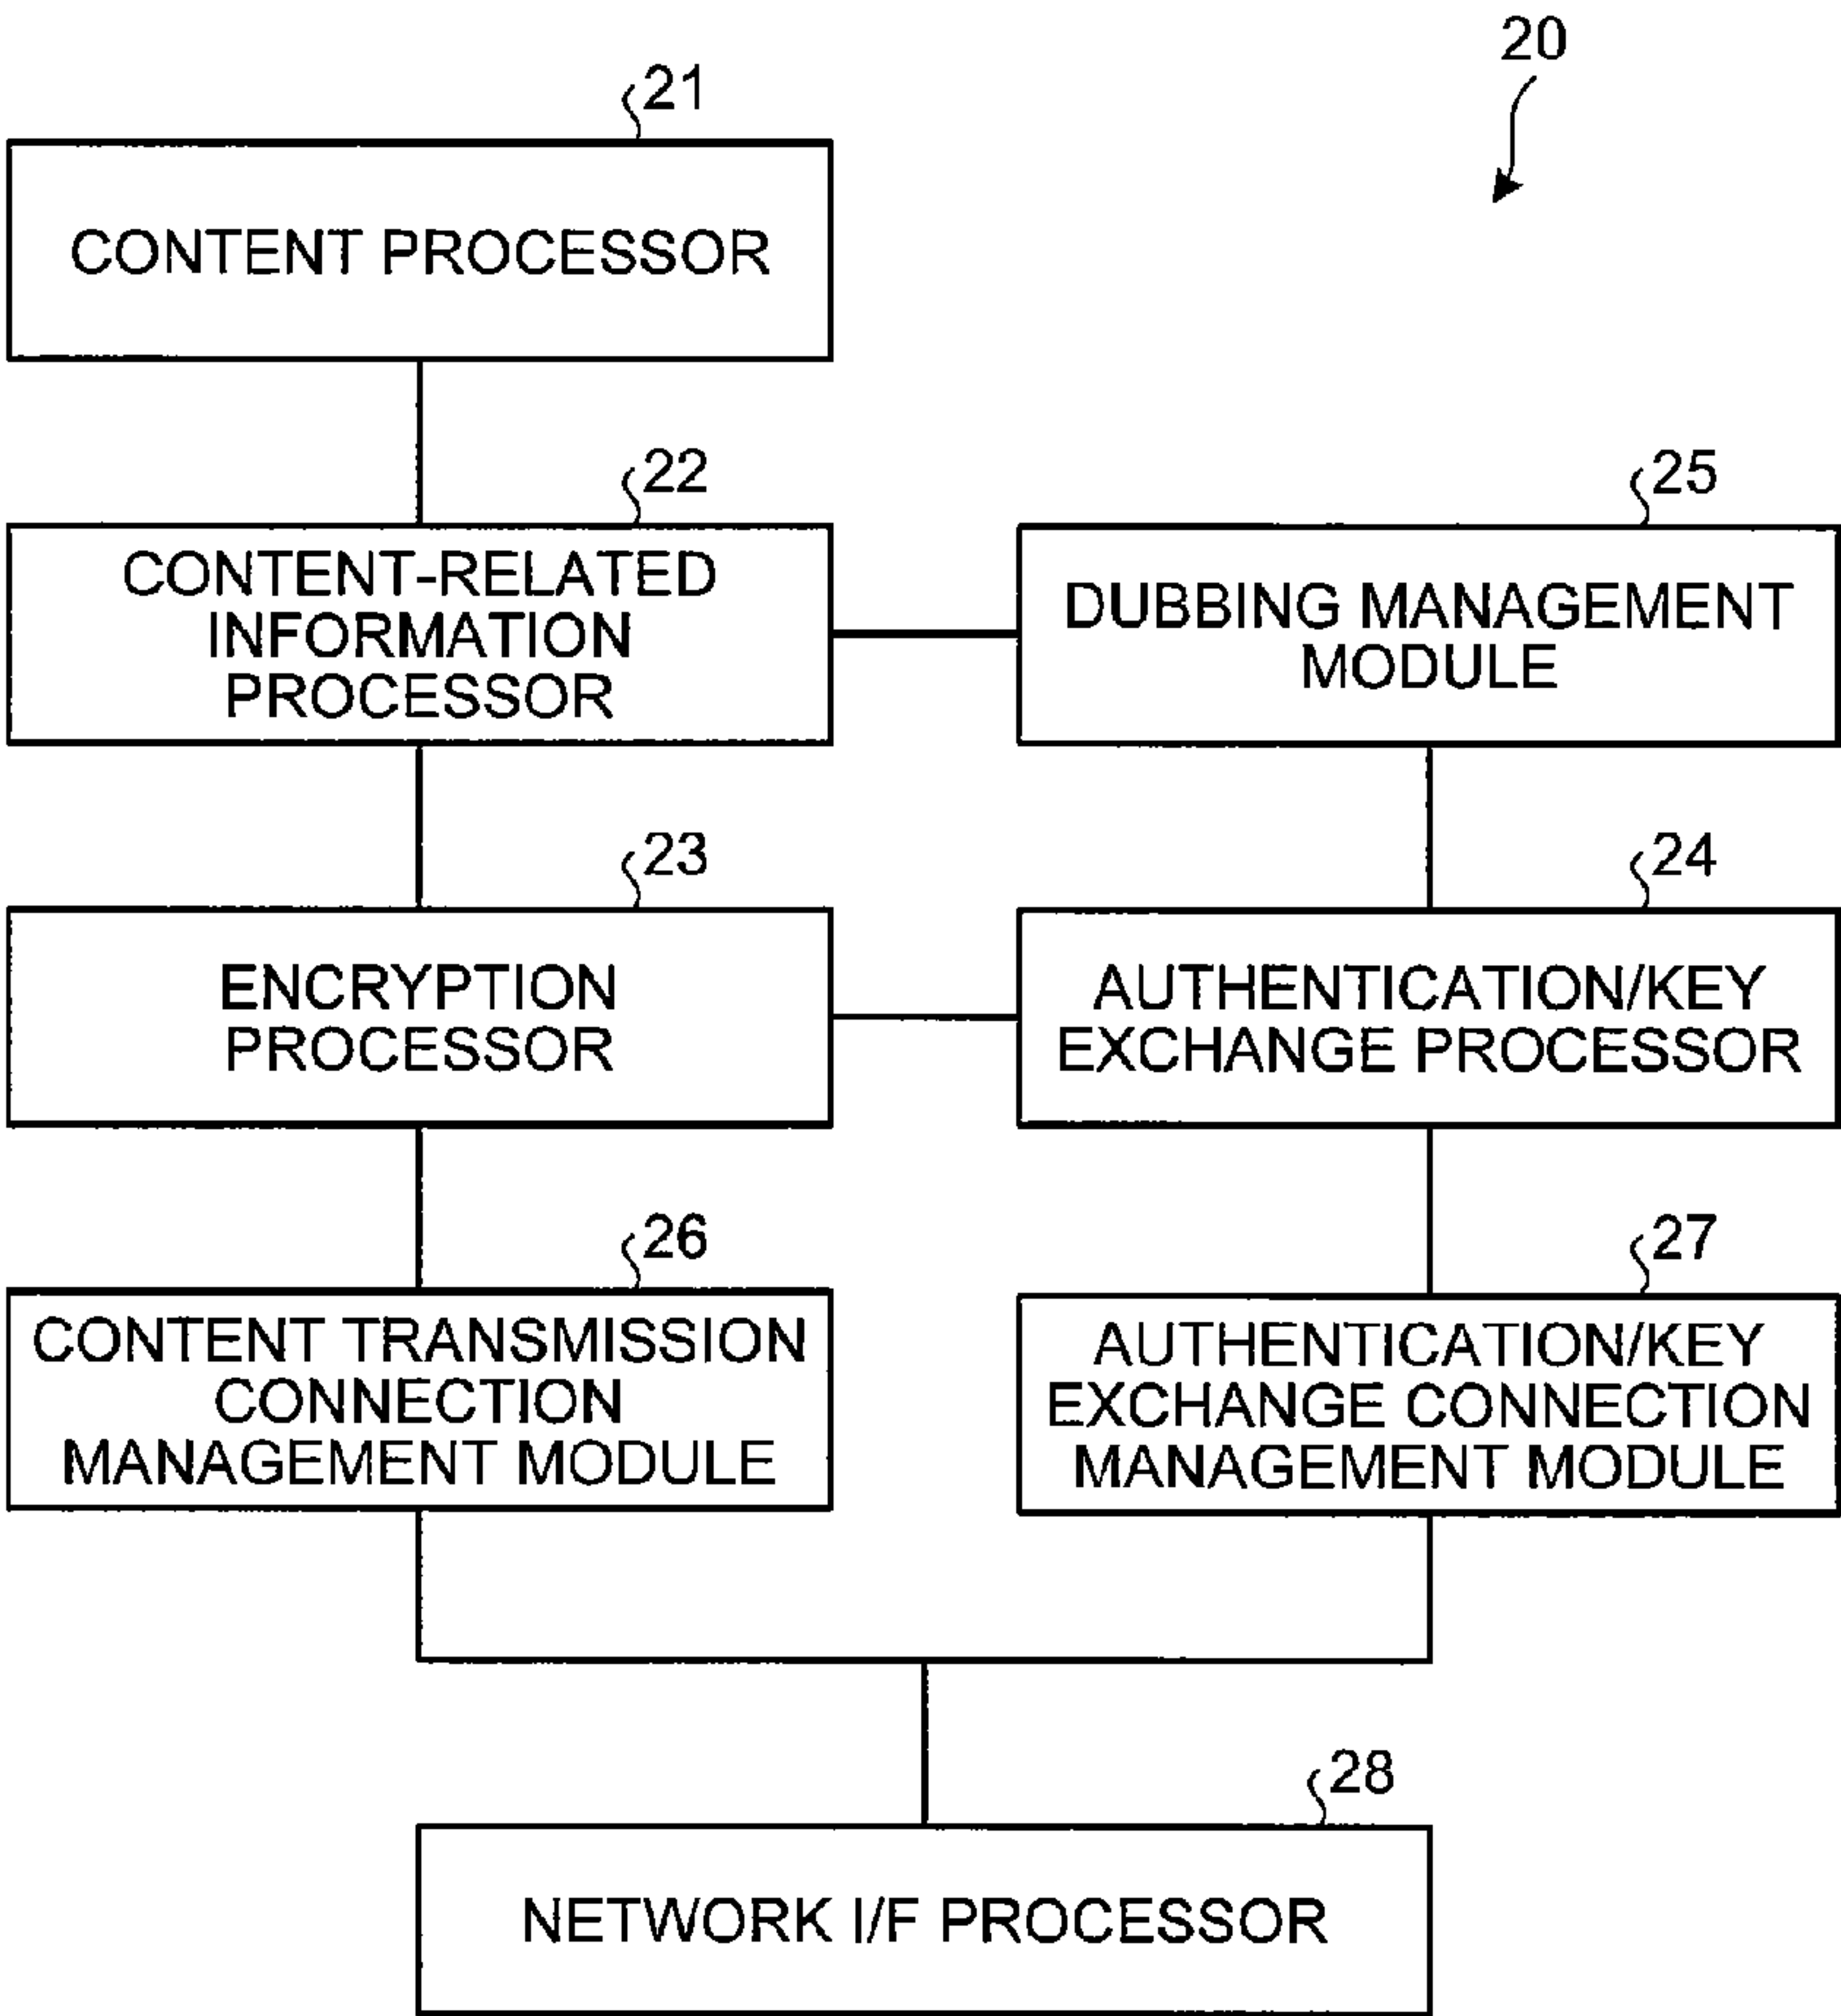 20
21
CONTENT PROCESSOR
22
CONTENT-RELATED
INFORMATION
PROCESSOR
25
DUBBING MANAGEMENT
MODULE
23
ENCRYPTION
PROCESSOR
24
AUTHENTICATION/KEY
EXCHANGE PROCESSOR
26
CONTENT TRANSMISSION
CONNECTION
MANAGEMENT MODULE
27
AUTHENTICATION/KEY
EXCHANGE CONNECTION
MANAGEMENT MODULE
28
NETWORK I/F PROCESSOR